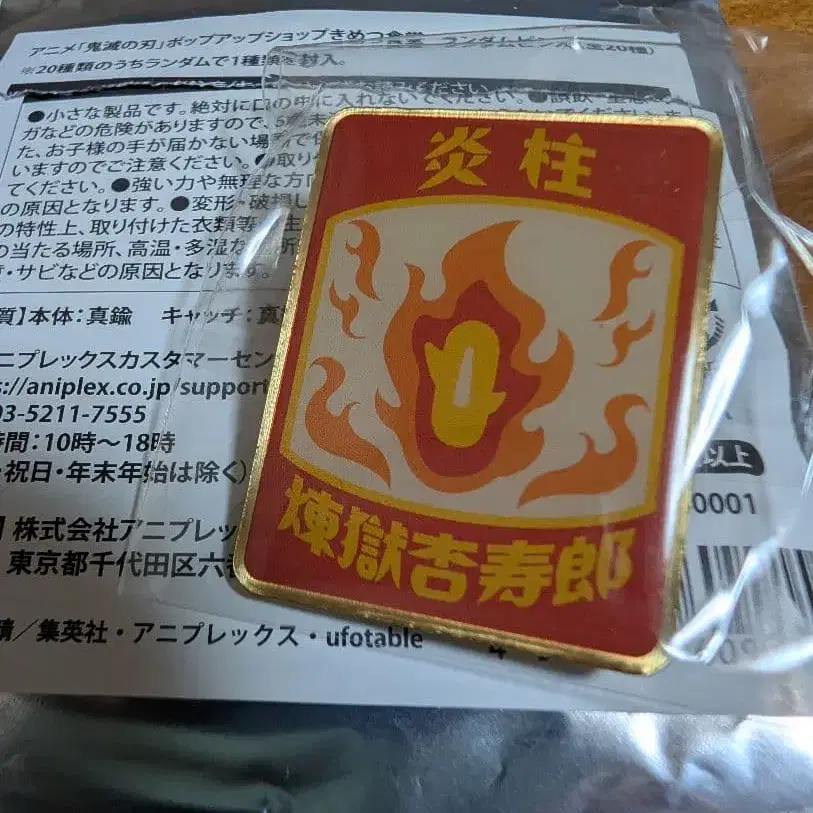 アニメ「鬼滅の刃」ポップアップショップきめつ食堂
※20種類のうちランダムで1種類を封入。
●小さな製品です。絶対に口の中に入れないでください。●誤飲・
ガなどの危険がありますので、
た、お子様の手が届かない場所で
いますのでご注意ください。●取り
てください。●強い力や無理な方向
の原因となります。●変形・破損し
の特性上、取り付けた衣類等
の当たる場所、高温・多湿な
・サビなどの原因となります。
質】本体：真鍮 キャッチ：真
ニプレックスカスタマーセン
s://aniplex.co.jp/support
03-5211-7555
時間：10時〜18時
・祝日・年末年始は除く）
株式会社アニプレッ
東京都千代田区六番
／集英社・アニプレックス・ufotable
以上
0001
炎柱
煉獄杏寿郎